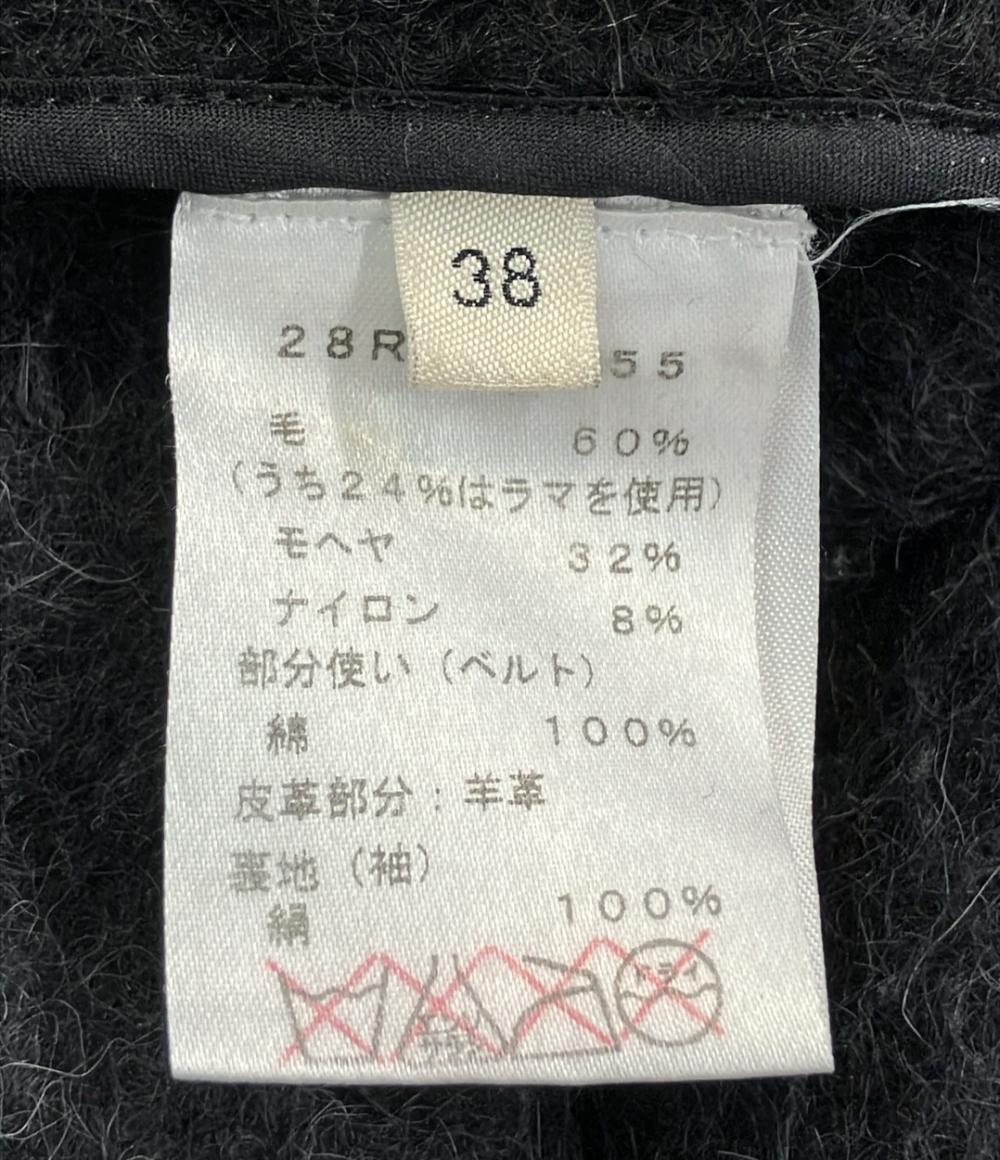 38
28R 55
毛 60%
(うち24%はラマを使用)
モヘヤ 32%
ナイロン 8%
部分使い(ベルト)
綿 100%
皮革部分:羊革
裏地(袖)
絹 100%
ドライ